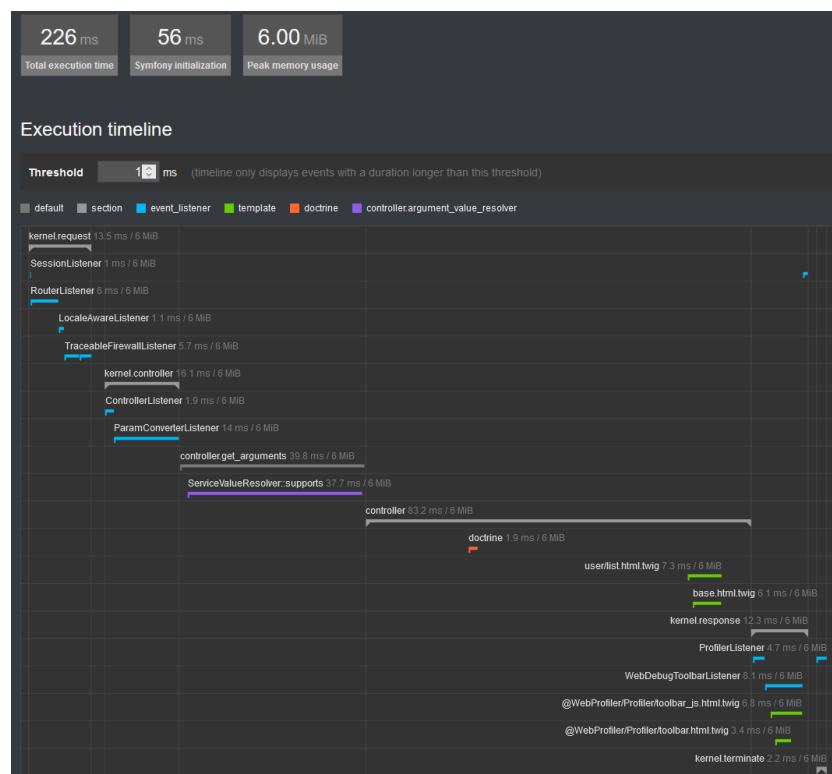 226 ms 56 ms 6.00 MiB
Total execution time Symfony initialization Peak memory usage
Execution timeline
Threshold 1 ms (timeline only displays events with a duration longer than this threshold)
default section event_listener template doctrine controller.argument_value_resolver
kernel.request 13.5 ms / 6 MiB
SessionListener 1 ms / 6 MiB
RouterListener 6 ms / 6 MiB
LocaleAwareListener 1.1 ms / 6 MiB
TraceableFirewallListener 5.7 ms / 6 MiB
kernel.controller 16.1 ms / 6 MiB
ControllerListener 1.9 ms / 6 MiB
ParamConverterListener 14 ms / 6 MiB
controller.get_arguments 39.8 ms / 6 MiB
ServiceValueResolver::supports 37.7 ms / 6 MiB
controller 83.2 ms / 6 MiB
doctrine 1.9 ms / 6 MiB
user/list.html.twig 7.3 ms / 6 MiB
base.html.twig 6.1 ms / 6 MiB
kernel.response 12.3 ms / 6 MiB
ProfilerListener 4.7 ms / 6 MiB
WebDebugToolbarListener 8.1 ms / 6 MiB
@WebProfiler/Profiler/toolbar_js.html.twig 6.8 ms / 6 MiB
@WebProfiler/Profiler/toolbar.html.twig 3.4 ms / 6 MiB
kernel.terminate 2.2 ms / 6 MiB